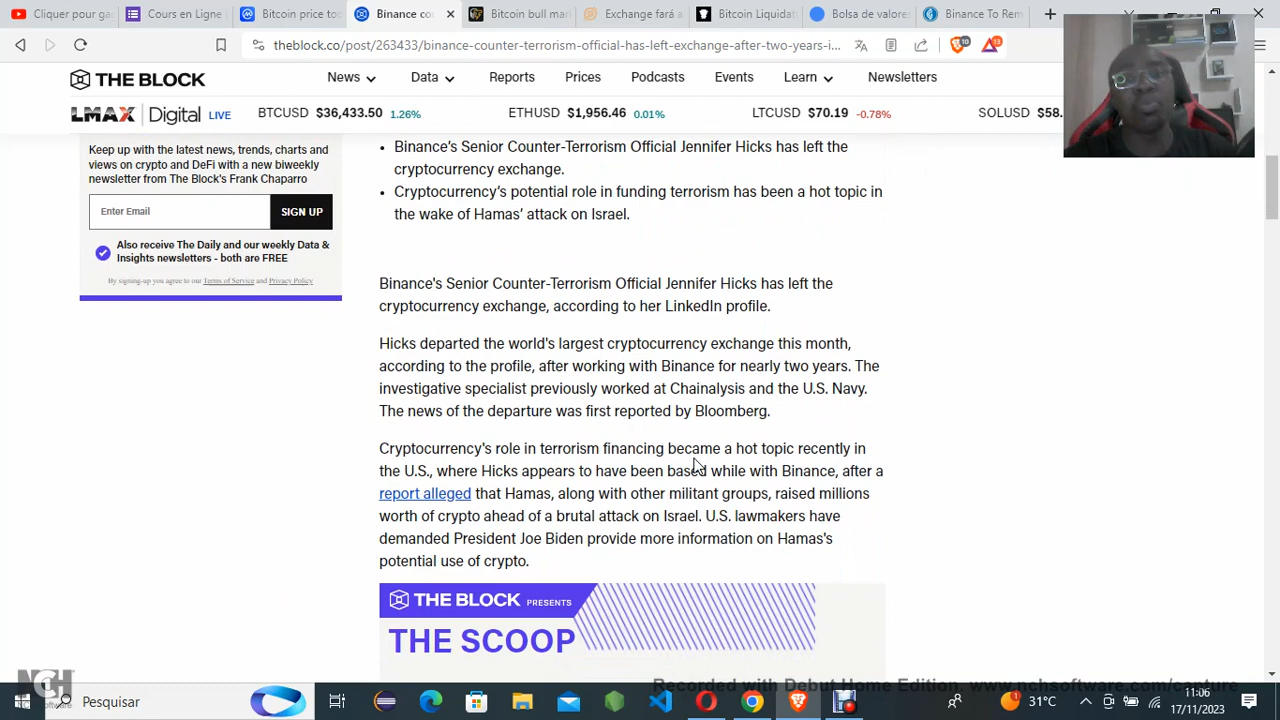 Cliquer pour ga
Cours en Ligne
Bitcoin price to
Binance co
Bitcoin bull mar
Exchange fará a
Bitcoin Liquidat
Bolsa de valores
Binance To Rem
theblock.co/post/263433/binance-counter-terrorism-official-has-left-exchange-after-two-years-i...
THE BLOCK
News
Data
Reports
Prices
Podcasts
Events
Learn
Newsletters
LMAX Digital LIVE
BTCUSD $36,433.50 1.26%
ETHUSD $1,956.46 0.01%
LTCUSD $70.19 -0.78%
SOLUSD $58.
Keep up with the latest news, trends, charts and
views on crypto and DeFi with a new biweekly
newsletter from The Block's Frank Chaparro
Enter Email
SIGN UP
Also receive The Daily and our weekly Data &
Insights newsletters - both are FREE
By signing-up you agree to our Terms of Service and Privacy Policy
• Binance's Senior Counter-Terrorism Official Jennifer Hicks has left the
cryptocurrency exchange.
• Cryptocurrency's potential role in funding terrorism has been a hot topic in
the wake of Hamas' attack on Israel.
Binance's Senior Counter-Terrorism Official Jennifer Hicks has left the
cryptocurrency exchange, according to her LinkedIn profile.
Hicks departed the world's largest cryptocurrency exchange this month,
according to the profile, after working with Binance for nearly two years. The
investigative specialist previously worked at Chainalysis and the U.S. Navy.
The news of the departure was first reported by Bloomberg.
Cryptocurrency's role in terrorism financing became a hot topic recently in
the U.S., where Hicks appears to have been based while with Binance, after a
report alleged that Hamas, along with other militant groups, raised millions
worth of crypto ahead of a brutal attack on Israel. U.S. lawmakers have
demanded President Joe Biden provide more information on Hamas's
potential use of crypto.
THE BLOCK PRESENTS
THE SCOOP
NCH
Software
Recorded with Debut Home Edition. www.nchsoftware.com/capture
Pesquisar
31°C
11:06
17/11/2023